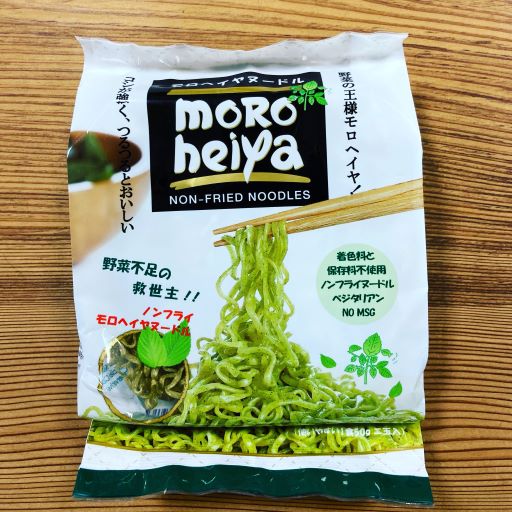 モロヘイヤヌードル
moro
heiya
NON-FRIED NOODLES
野菜の王様モロヘイヤ!
コシが強く、つるつるとおいしい
野菜不足の
救世主!!
ノンフライ
モロヘイヤヌードル
着色料と
保存料不使用
ノンフライヌードル
ベジタリアン
NO MSG